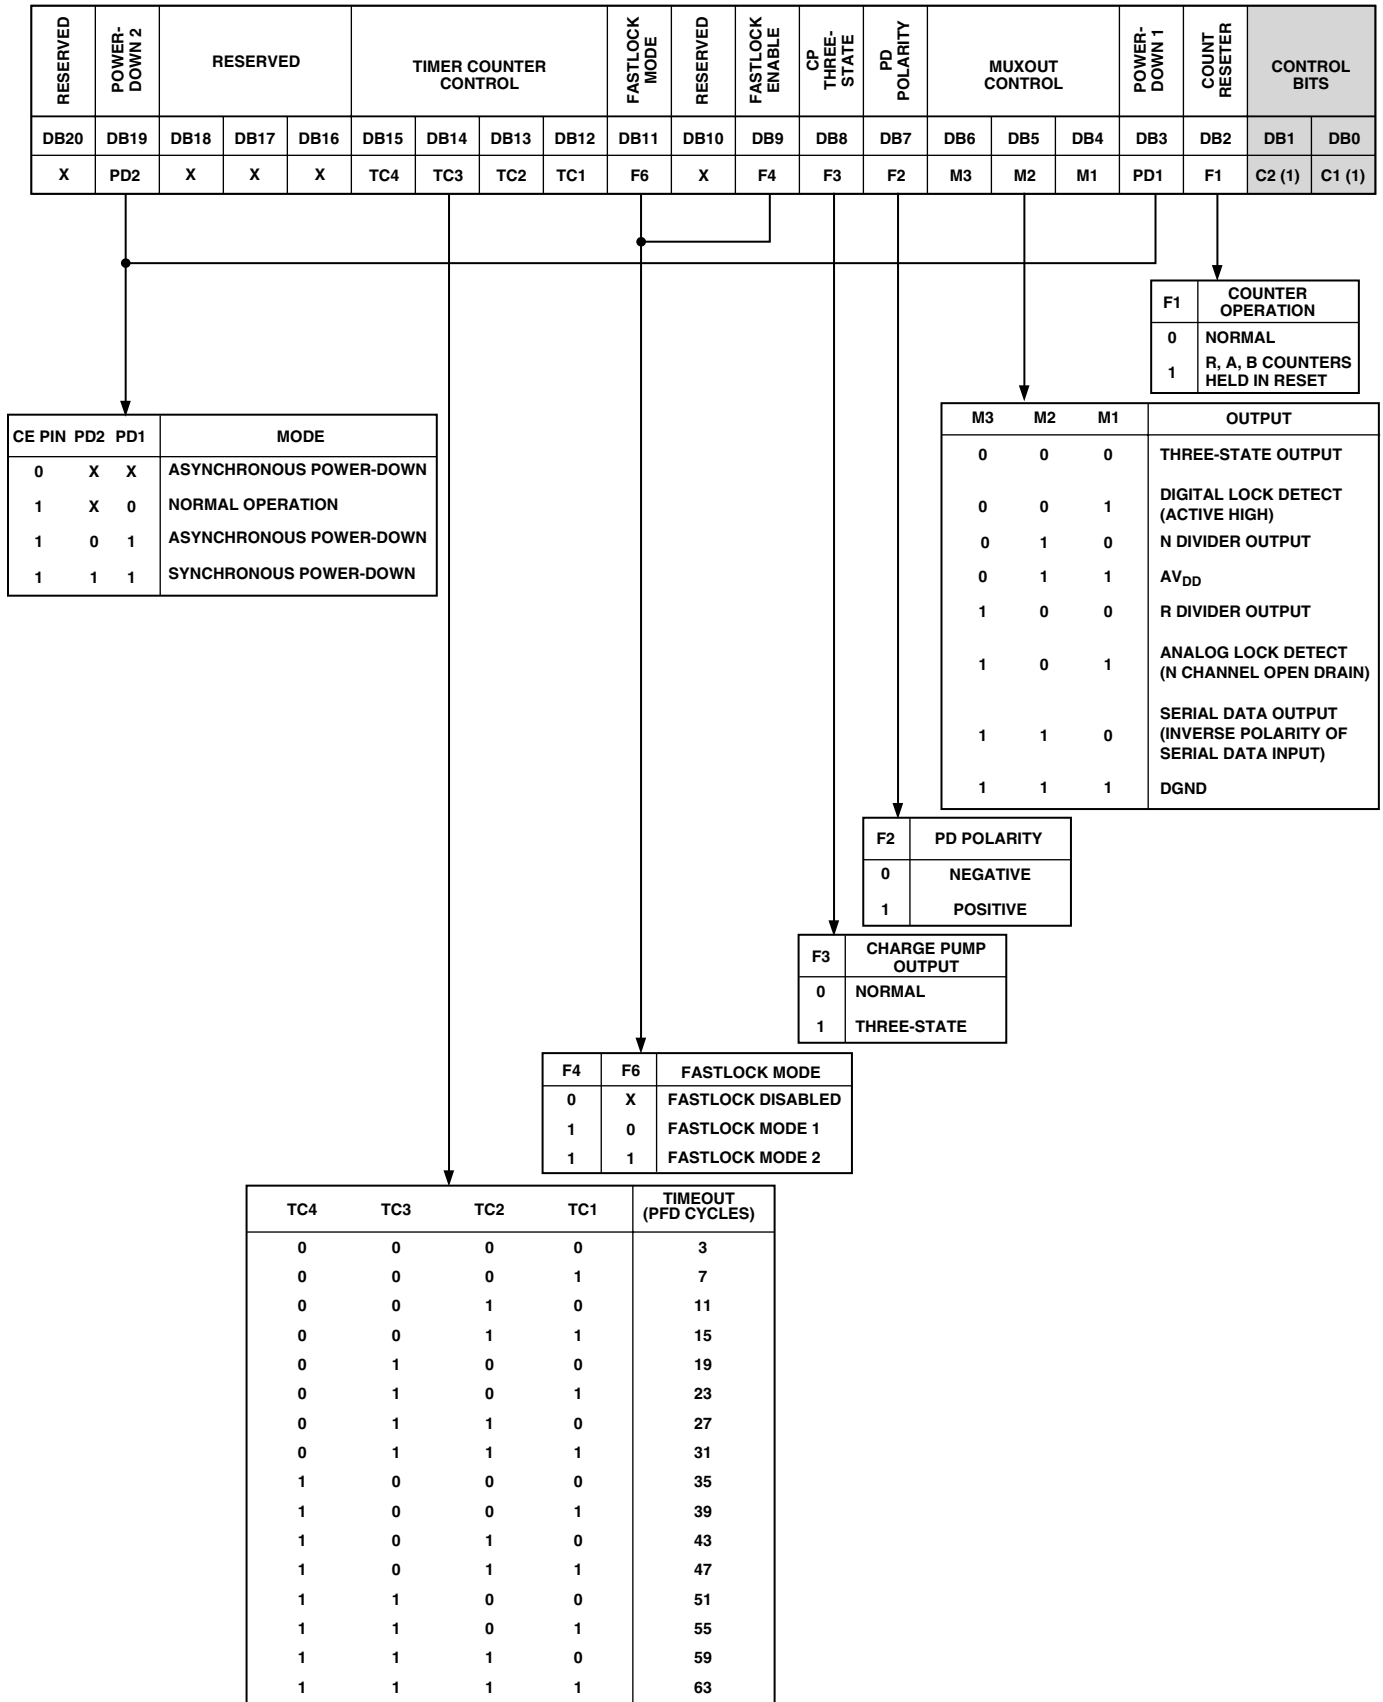 RESERVED
POWER-
DOWN 2
RESERVED
TIMER COUNTER
CONTROL
FASTLOCK
MODE
RESERVED
FASTLOCK
ENABLE
CP
THREE-
STATE
PD
POLARITY
MUXOUT
CONTROL
POWER-
DOWN 1
COUNT
RESETER
CONTROL
BITS
DB20 DB19 DB18 DB17 DB16 DB15 DB14 DB13 DB12 DB11 DB10 DB9 DB8 DB7 DB6 DB5 DB4 DB3 DB2 DB1 DB0
X PD2 X X X TC4 TC3 TC2 TC1 F6 X F4 F3 F2 M3 M2 M1 PD1 F1 C2 (1) C1 (1)
F1 COUNTER
OPERATION
0 NORMAL
1 R, A, B COUNTERS
HELD IN RESET
CE PIN PD2 PD1 MODE
0 X X ASYNCHRONOUS POWER-DOWN
1 X 0 NORMAL OPERATION
1 0 1 ASYNCHRONOUS POWER-DOWN
1 1 1 SYNCHRONOUS POWER-DOWN
M3 M2 M1 OUTPUT
0 0 0 THREE-STATE OUTPUT
0 0 1 DIGITAL LOCK DETECT
(ACTIVE HIGH)
0 1 0 N DIVIDER OUTPUT
0 1 1 AVDD
1 0 0 R DIVIDER OUTPUT
1 0 1 ANALOG LOCK DETECT
(N CHANNEL OPEN DRAIN)
1 1 0 SERIAL DATA OUTPUT
(INVERSE POLARITY OF
SERIAL DATA INPUT)
1 1 1 DGND
F2 PD POLARITY
0 NEGATIVE
1 POSITIVE
F3 CHARGE PUMP
OUTPUT
0 NORMAL
1 THREE-STATE
F4 F6 FASTLOCK MODE
0 X FASTLOCK DISABLED
1 0 FASTLOCK MODE 1
1 1 FASTLOCK MODE 2
TC4 TC3 TC2 TC1 TIMEOUT
(PFD CYCLES)
0 0 0 0 3
0 0 0 1 7
0 0 1 0 11
0 0 1 1 15
0 1 0 0 19
0 1 0 1 23
0 1 1 0 27
0 1 1 1 31
1 0 0 0 35
1 0 0 1 39
1 0 1 0 43
1 0 1 1 47
1 1 0 0 51
1 1 0 1 55
1 1 1 0 59
1 1 1 1 63